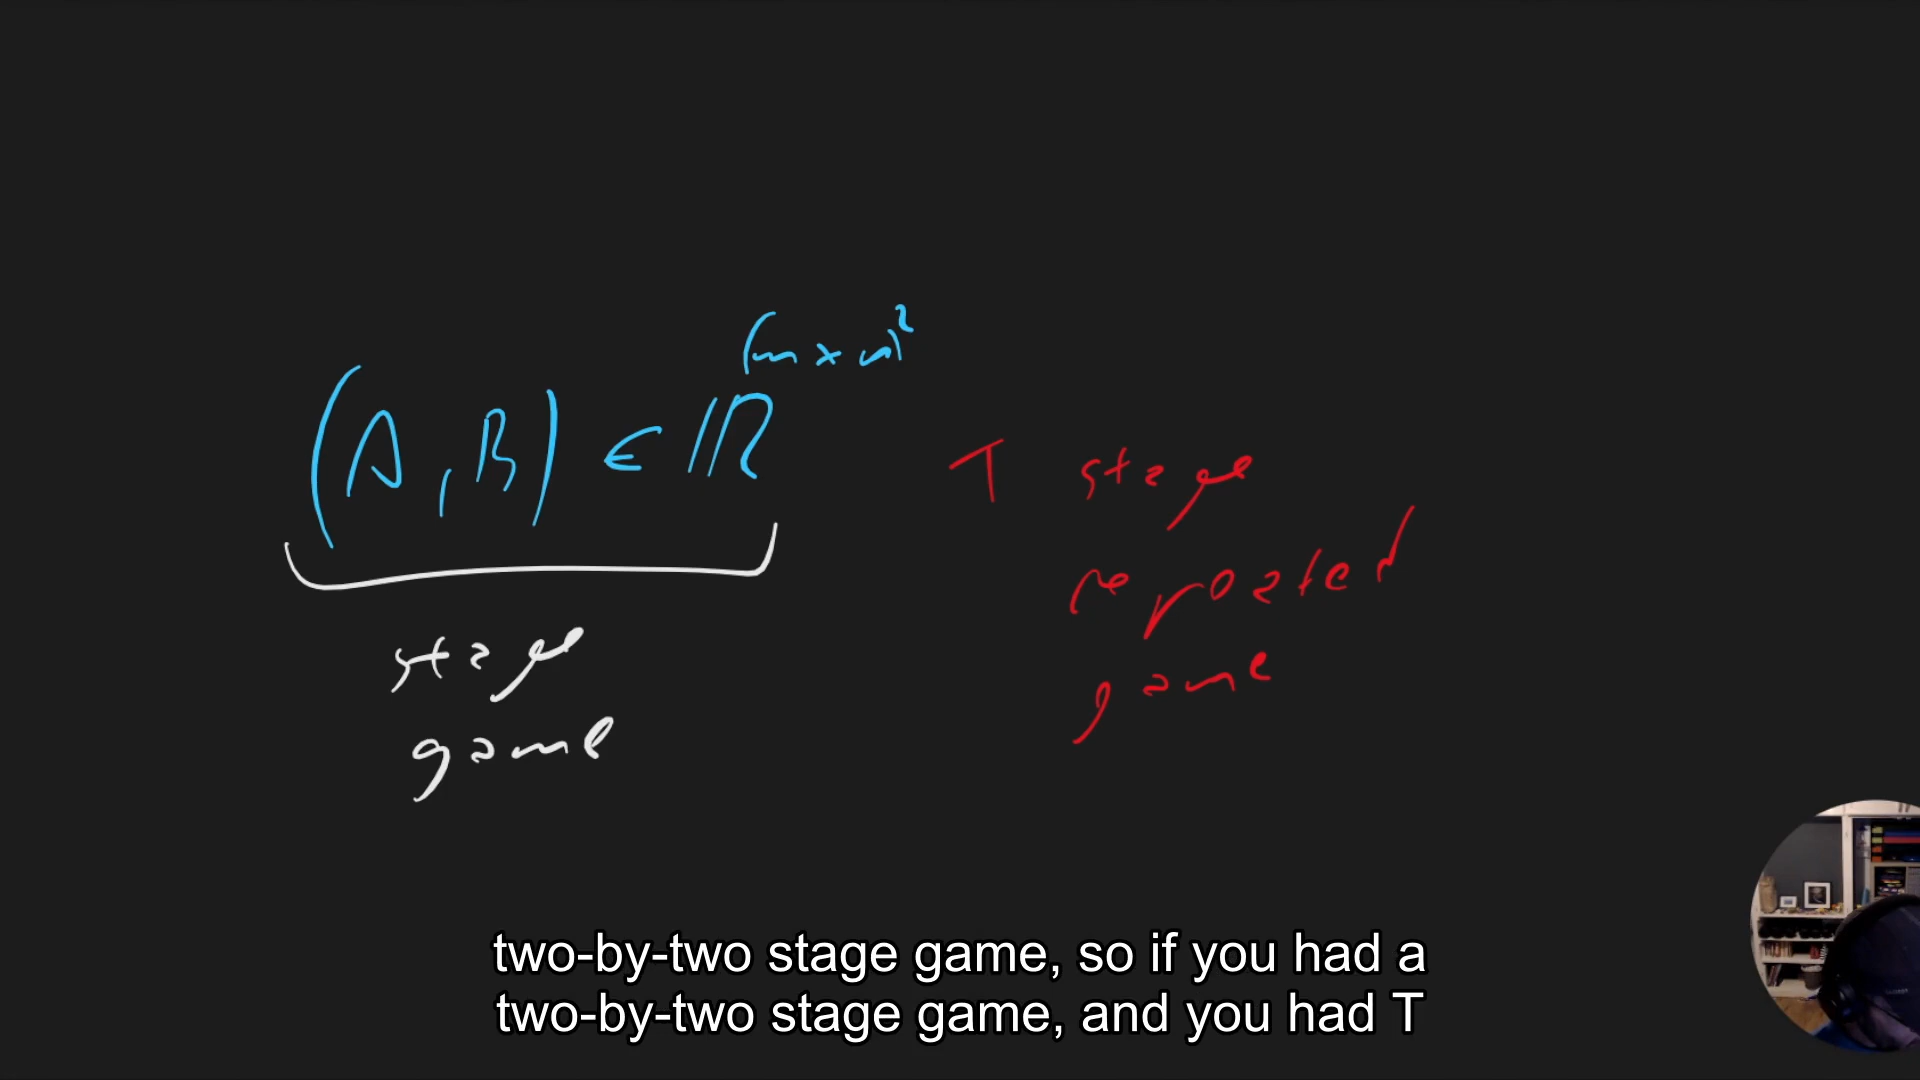 (m × n)²
(A, B) ∈ ℝ
T stage
repeated
game
stage
game
two-by-two stage game, so if you had a
two-by-two stage game, and you had T